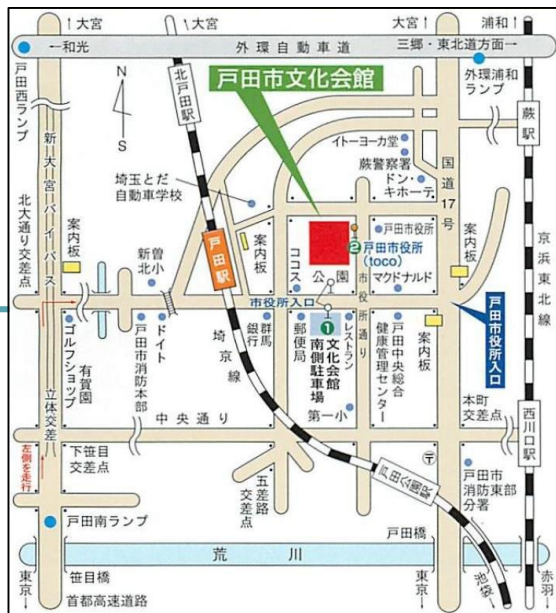 ↑大宮
↑大宮
大宮↑
浦和↑
←和光
外環自動車道
三郷・東北道方面→
戸田西ランプ
外環浦和
ランプ
N
S
北戸田駅
戸田市文化会館
蕨駅
イトーヨーカ堂
蕨警察署
ドン・
キホーテ
国道17号
新大宮バイパス
埼玉とだ
自動車学校
北大通り交差点
案内板
新曽
北小
戸田駅
案内板
ココス
戸田市役所
2
戸田市役所
(toco)
公園
マクドナルド
案内板
京浜東北線
市役所入口
市役所通り
戸田市役所入口
ゴルフショップ
有賀園
戸田市消防本部
ドイト
埼京線
群馬
銀行
郵便局
1
文化会館
南側駐車場
レストラン
戸田中央総合
健康管理センター
案内板
立体交差
中央通り
第一小
本町
交差点
西川口駅
左側を走行
下笹目
交差点
五差路
交差点
〒
戸田公園駅
戸田市
消防東部
分署
戸田南ランプ
戸田橋
荒川
東京↓
笹目橋
首都高速道路
東京↓
池袋↓
赤羽↓